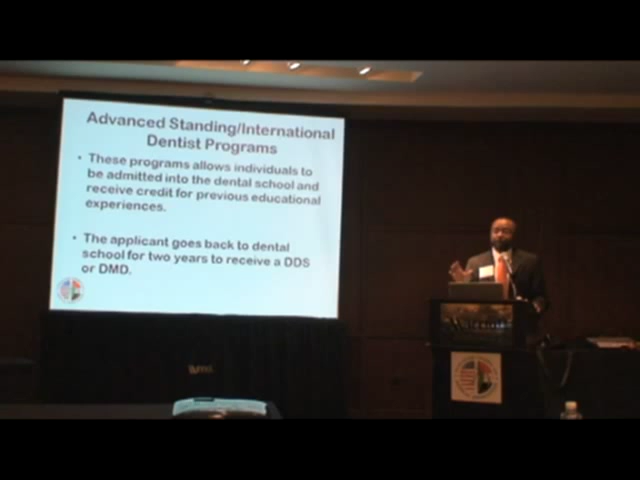 Advanced Standing/International
Dentist Programs
• These programs allows individuals to
be admitted into the dental school and
receive credit for previous educational
experiences.
• The applicant goes back to dental
school for two years to receive a DDS
or DMD.